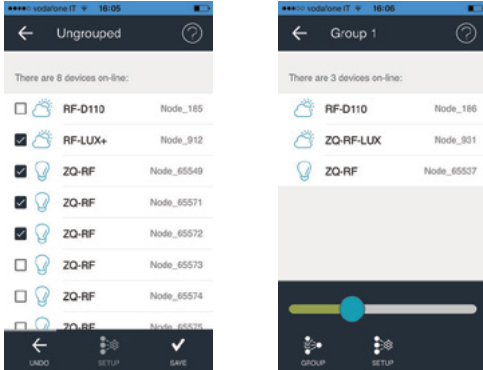 vodafone IT 16:05
Ungrouped
There are 8 devices on-line:
RF-D110 Node_185
RF-LUX+ Node_912
ZQ-RF Node_65549
ZQ-RF Node_65571
ZQ-RF Node_65572
ZQ-RF Node_65573
ZQ-RF Node_65574
ZQ-RF Node_65575
UNDO SETUP SAVE
vodafone IT 16:06
Group 1
There are 3 devices on-line:
RF-D110 Node_186
ZQ-RF-LUX Node_931
ZQ-RF Node_65537
GROUP SETUP